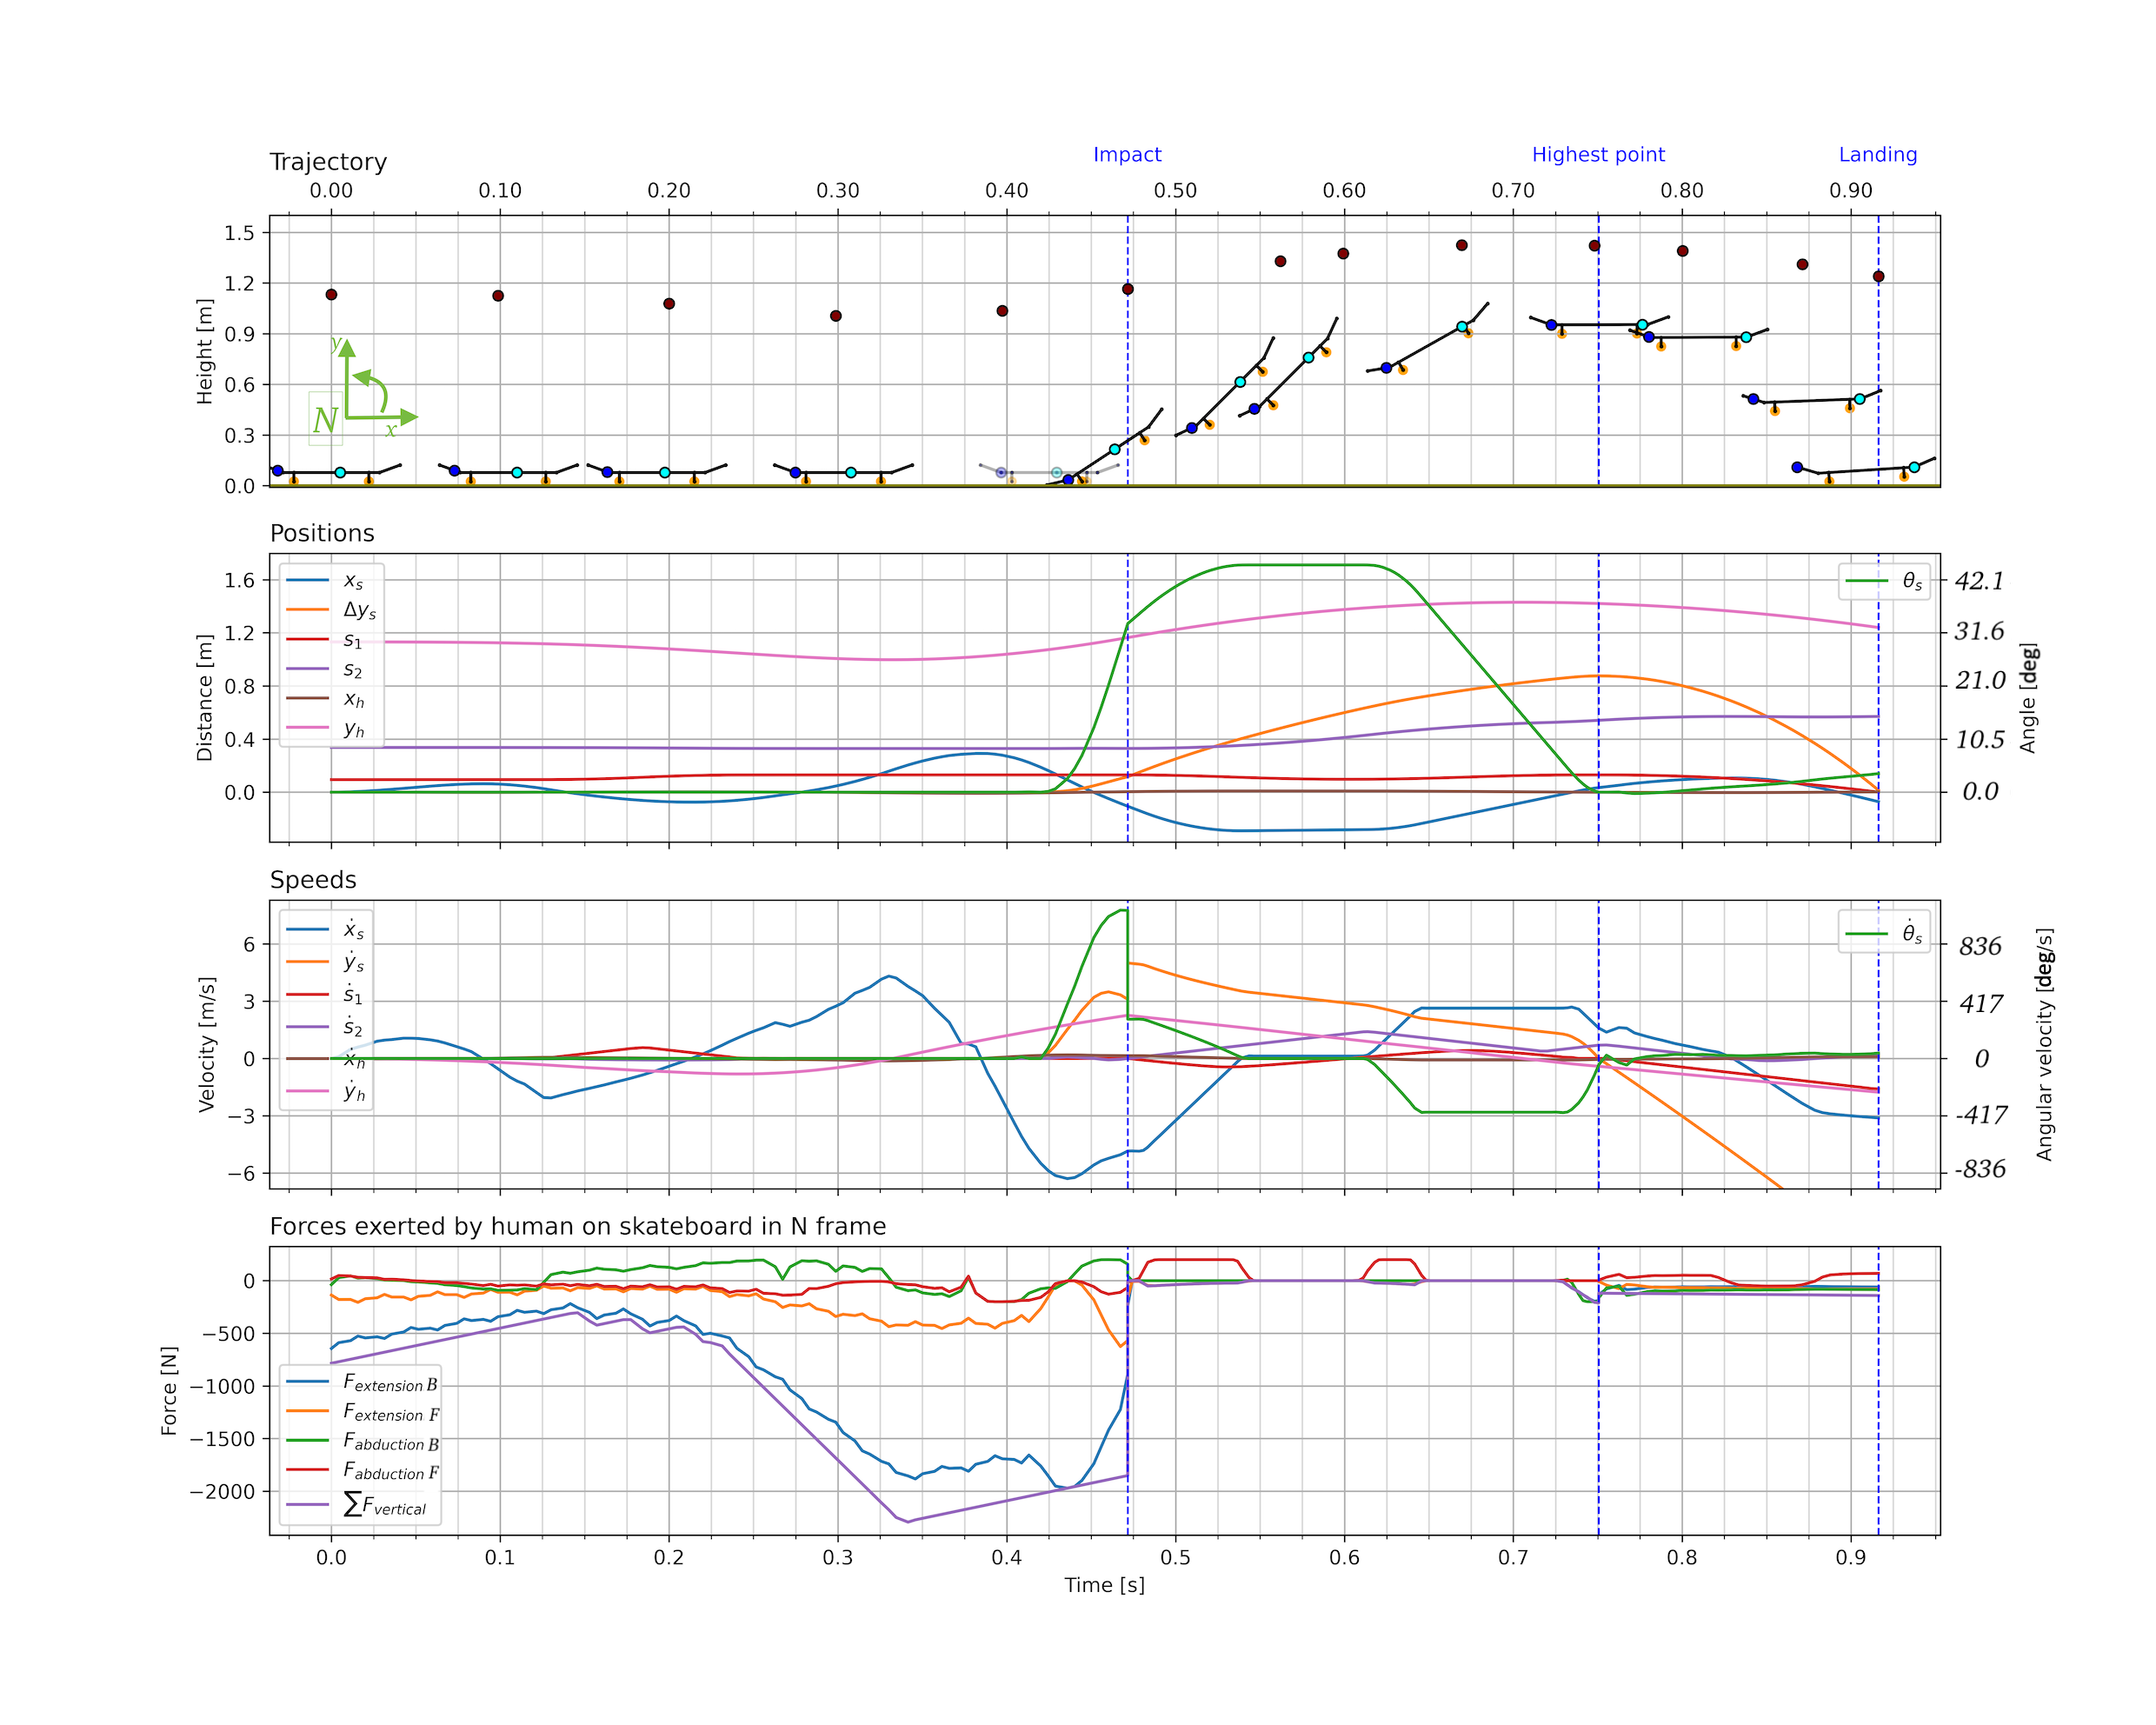 Impact Highest point Landing
Trajectory
0.00 0.10 0.20 0.30 0.40 0.50 0.60 0.70 0.80 0.90
Height [m]
1.5
1.2
0.9
0.6
0.3
0.0
y
N
x
Positions
Distance [m]
1.6
1.2
0.8
0.4
0.0
x_s
Δy_s
s_1
s_2
x_h
y_h
θ_s
42.1
31.6
21.0
10.5
0.0
Angle [deg]
Speeds
Velocity [m/s]
6
3
0
−3
−6
ẋ_s
ẏ_s
ṡ_1
ṡ_2
ẋ_h
ẏ_h
θ̇_s
836
417
0
-417
-836
Angular velocity [deg/s]
Forces exerted by human on skateboard in N frame
Force [N]
0
−500
−1000
−1500
−2000
F_extension B
F_extension F
F_abduction B
F_abduction F
∑F_vertical
0.0 0.1 0.2 0.3 0.4 0.5 0.6 0.7 0.8 0.9
Time [s]